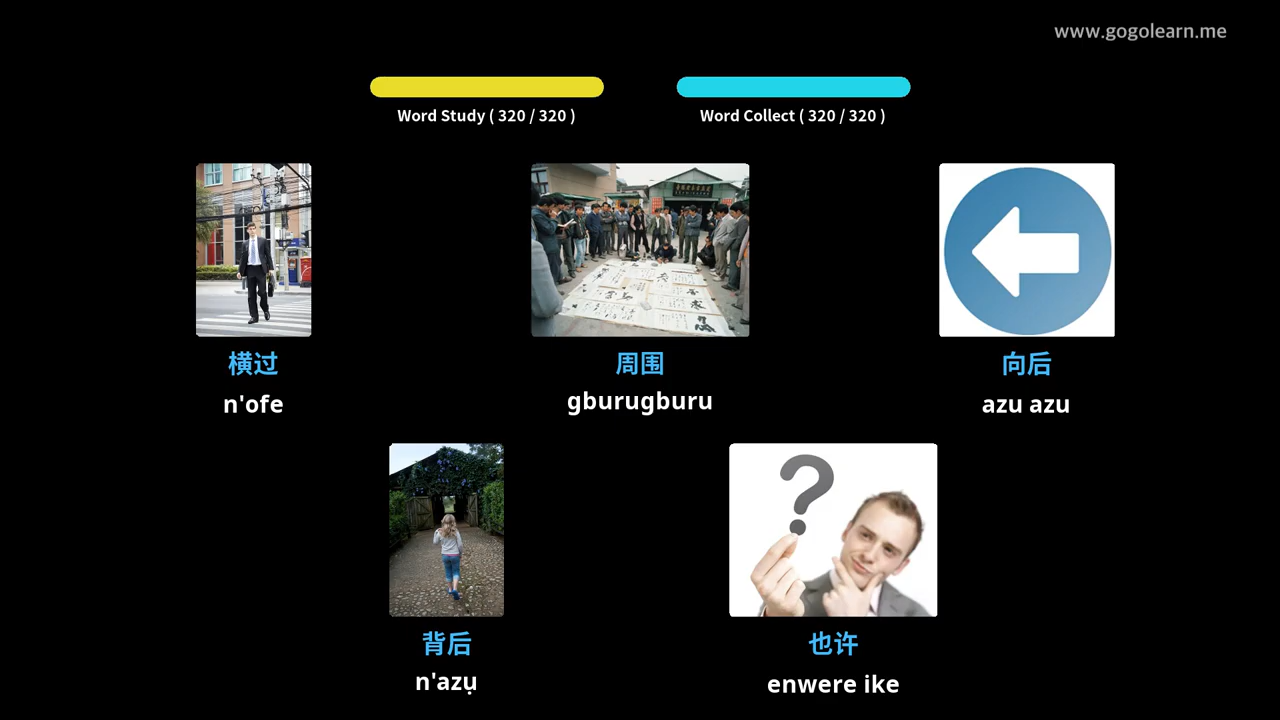 www.gogolearn.me
Word Study ( 320 / 320 )
Word Collect ( 320 / 320 )
横过
周围
向后
n'ofe
gburugburu
azu azu
背后
也许
n'azụ
enwere ike